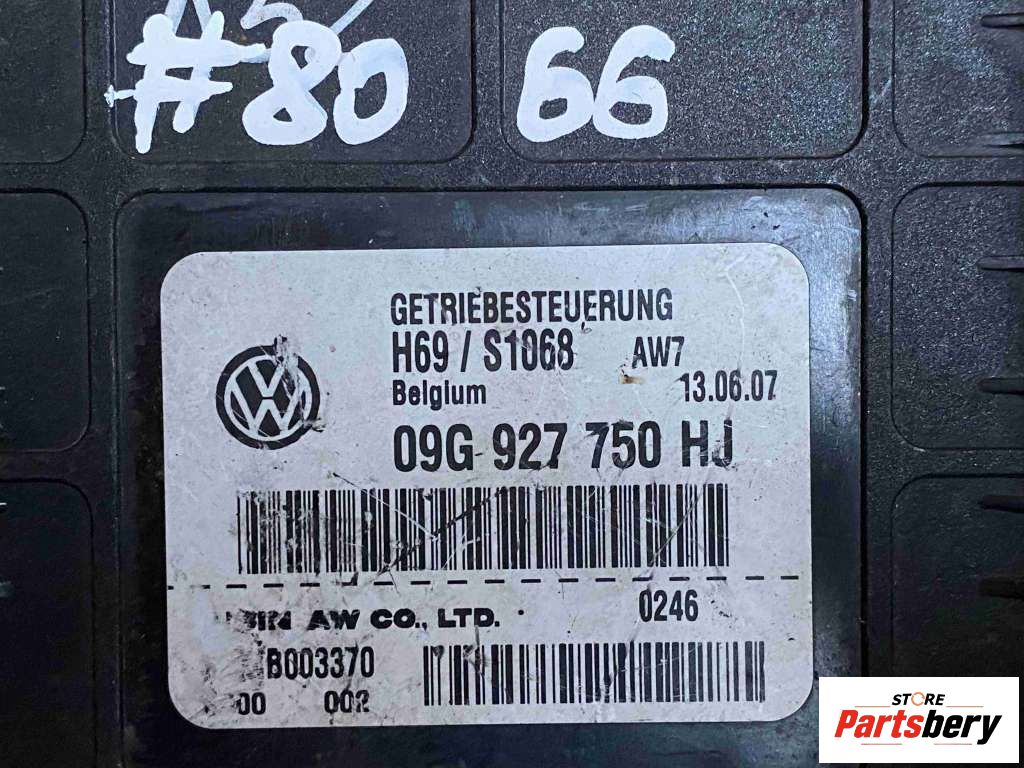 #80 66
GETRIEBESTEUERUNG
H69 / S1068 AW7
Belgium 13.06.07
09G 927 750 HJ
AW CO., LTD. 0246
B003370
00 002
STORE
Partsbery